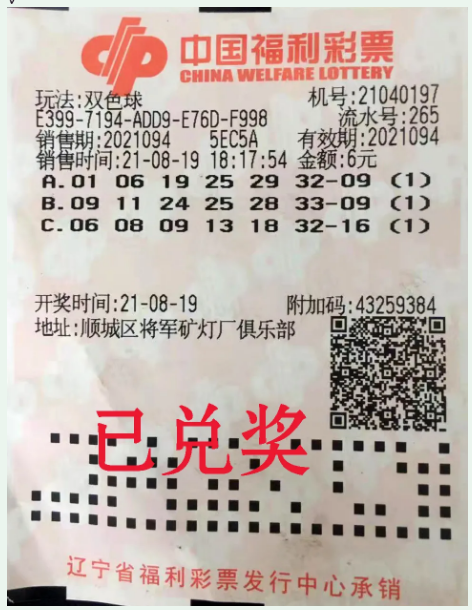 中国福利彩票
CHINA WELFARE LOTTERY
玩法:双色球 机号:21040197
E399-7194-ADD9-E76D-F998 流水号:265
销售期:2021094 5EC5A 有效期:2021094
销售时间:21-08-19 18:17:54 金额:6元
A.01 06 19 25 29 32-09 (1)
B.09 11 24 25 28 33-09 (1)
C.06 08 09 13 18 32-16 (1)
开奖时间:21-08-19 附加码:43259384
地址:顺城区将军矿灯厂俱乐部
已兑奖
辽宁省福利彩票发行中心承销